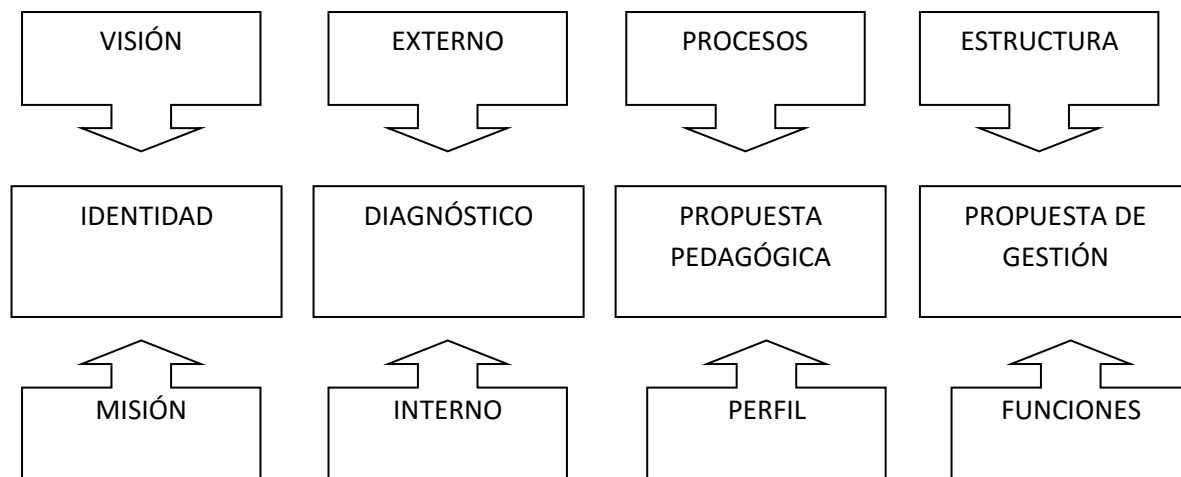 VISIÓN
EXTERNO
PROCESOS
ESTRUCTURA
IDENTIDAD
DIAGNÓSTICO
PROPUESTA
PEDAGÓGICA
PROPUESTA DE
GESTIÓN
MISIÓN
INTERNO
PERFIL
FUNCIONES